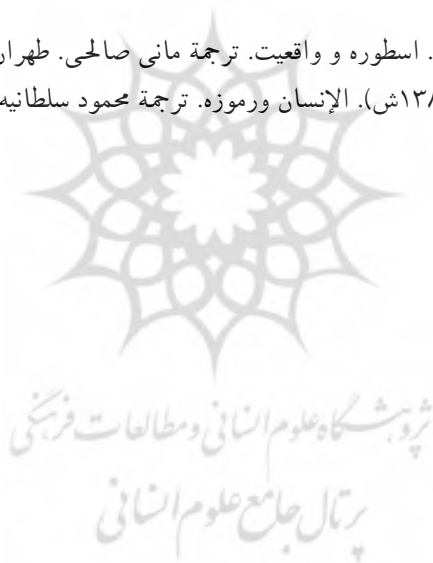 . اسطوره و واقعیت. ترجمة مانی صالحی. طهران
۱۳۸ش). الإنسان ورموزه. ترجمة محمود سلطانیه
پژوهشگاه علوم انسانی و مطالعات فرهنگی
پرتال جامع علوم انسانی